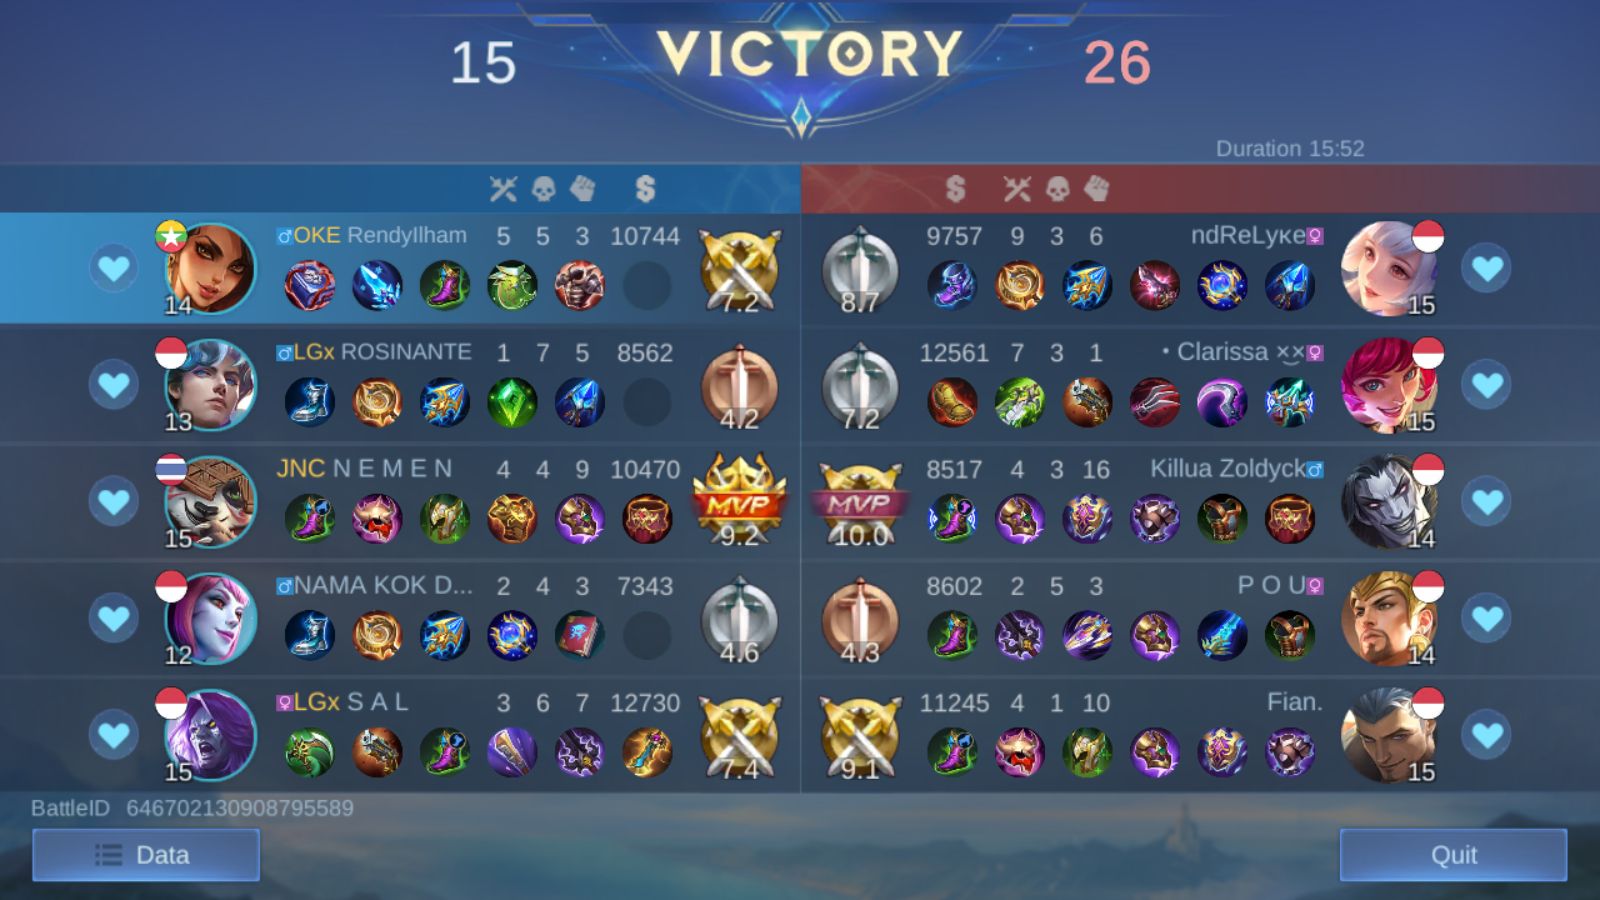 15 VICTORY 26
Duration 15:52
OKE RendyIlham 5 5 3 10744
14 7.2
9757 9 3 6 ndReLyκe
8.7 15
LGx ROSINANTE 1 7 5 8562
13 4.2
12561 7 3 1 • Clarissa ×͜×
7.2 15
JNC N E M E N 4 4 9 10470
MVP
15 9.2
8517 4 3 16 Killua Zoldyck
MVP
10.0 14
NAMA KOK D... 2 4 3 7343
12 4.6
8602 2 5 3 P O U
4.3 14
LGx S A L 3 6 7 12730
15 7.4
11245 4 1 10 Fian.
9.1 15
BattleID 646702130908795589
Data Quit